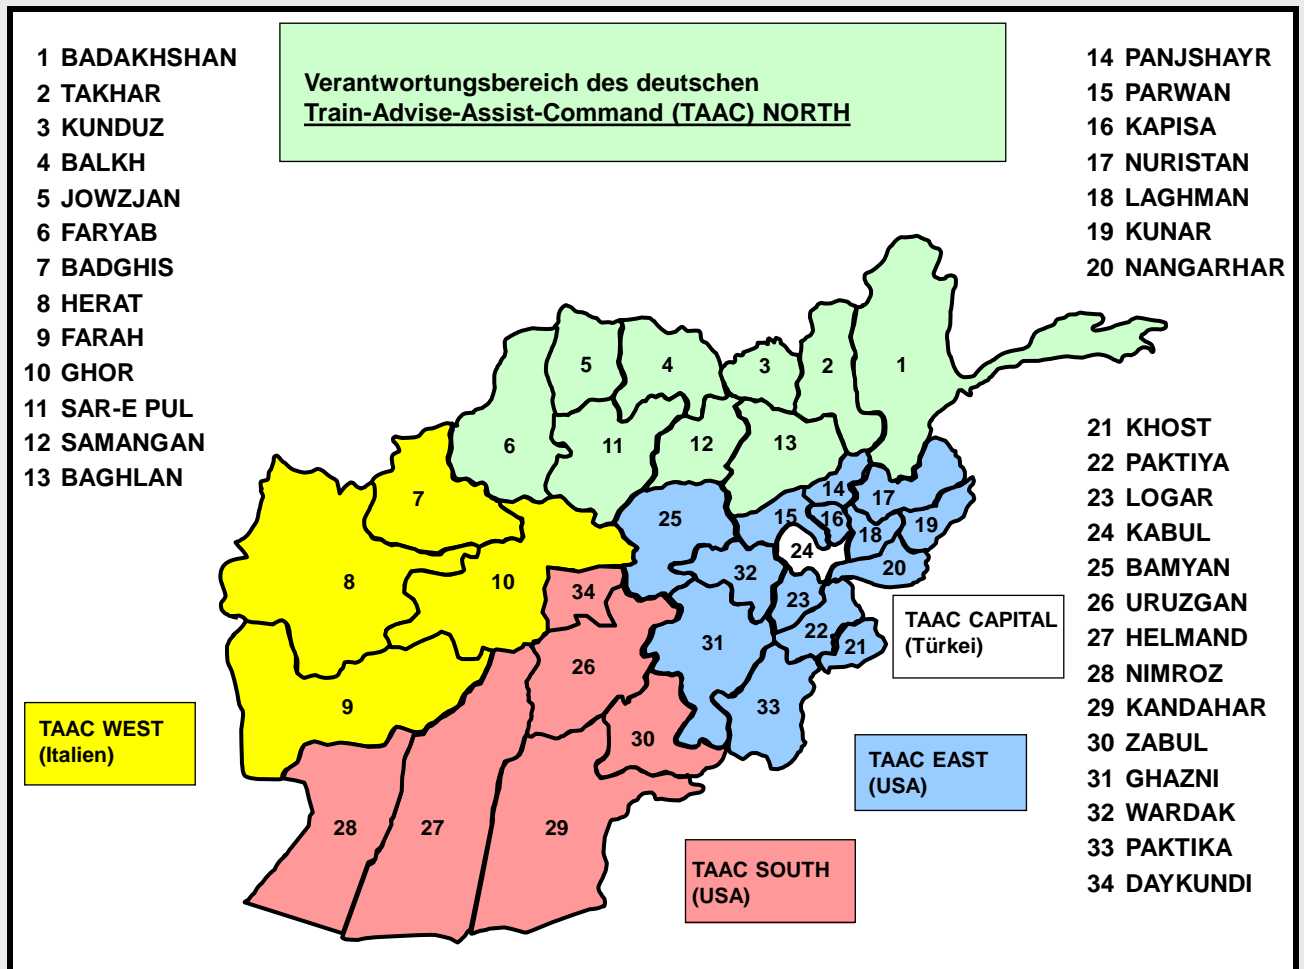 1 BADAKHSHAN
2 TAKHAR
3 KUNDUZ
4 BALKH
5 JOWZJAN
6 FARYAB
7 BADGHIS
8 HERAT
9 FARAH
10 GHOR
11 SAR-E PUL
12 SAMANGAN
13 BAGHLAN
Verantwortungsbereich des deutschen
Train-Advise-Assist-Command (TAAC) NORTH
14 PANJSHAYR
15 PARWAN
16 KAPISA
17 NURISTAN
18 LAGHMAN
19 KUNAR
20 NANGARHAR
21 KHOST
22 PAKTIYA
23 LOGAR
24 KABUL
25 BAMYAN
26 URUZGAN
27 HELMAND
28 NIMROZ
29 KANDAHAR
30 ZABUL
31 GHAZNI
32 WARDAK
33 PAKTIKA
34 DAYKUNDI
5
4
3
2
1
6
11
12
13
7
25
14
17
15
16
18
19
24
20
8
10
34
32
23
22
21
31
26
9
33
30
28
27
29
TAAC CAPITAL
(Türkei)
TAAC WEST
(Italien)
TAAC EAST
(USA)
TAAC SOUTH
(USA)